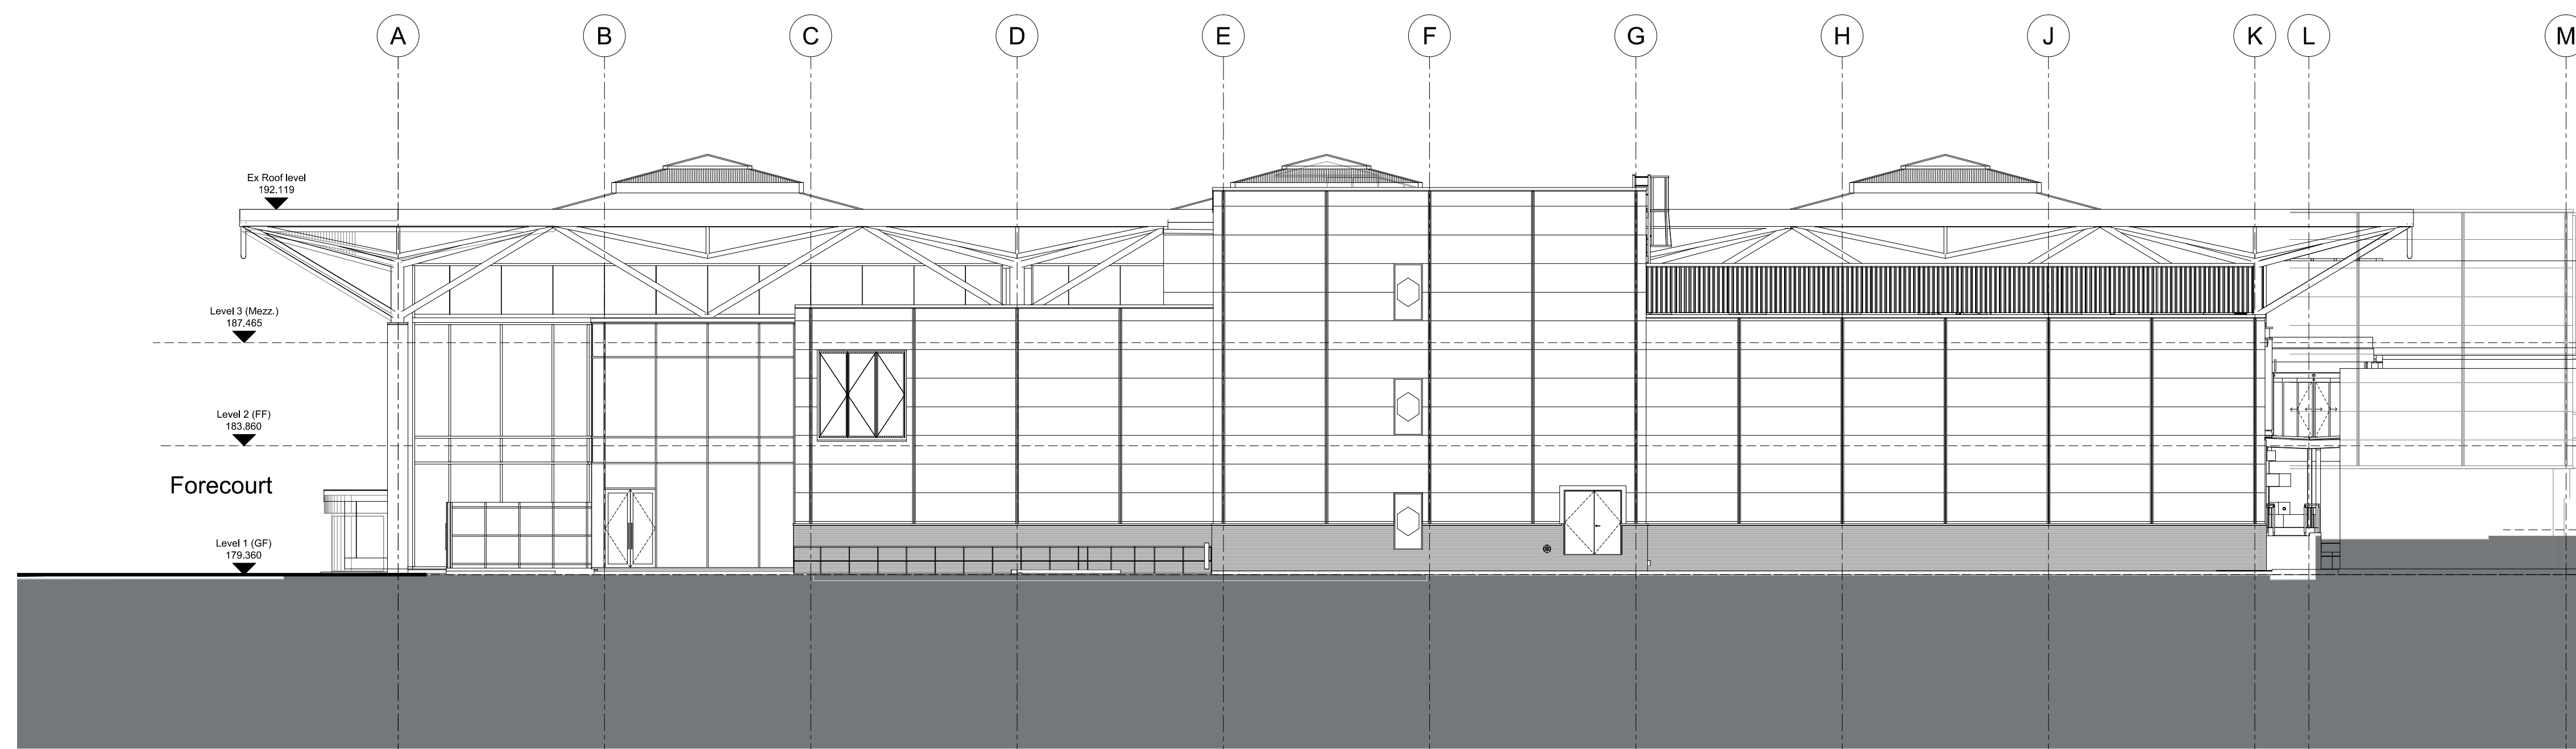 A B C D E F G H J K L M
Ex Roof level
192.119
Level 3 (Mezz.)
187.465
Level 2 (FF)
183.860
Forecourt
Level 1 (GF)
179.360